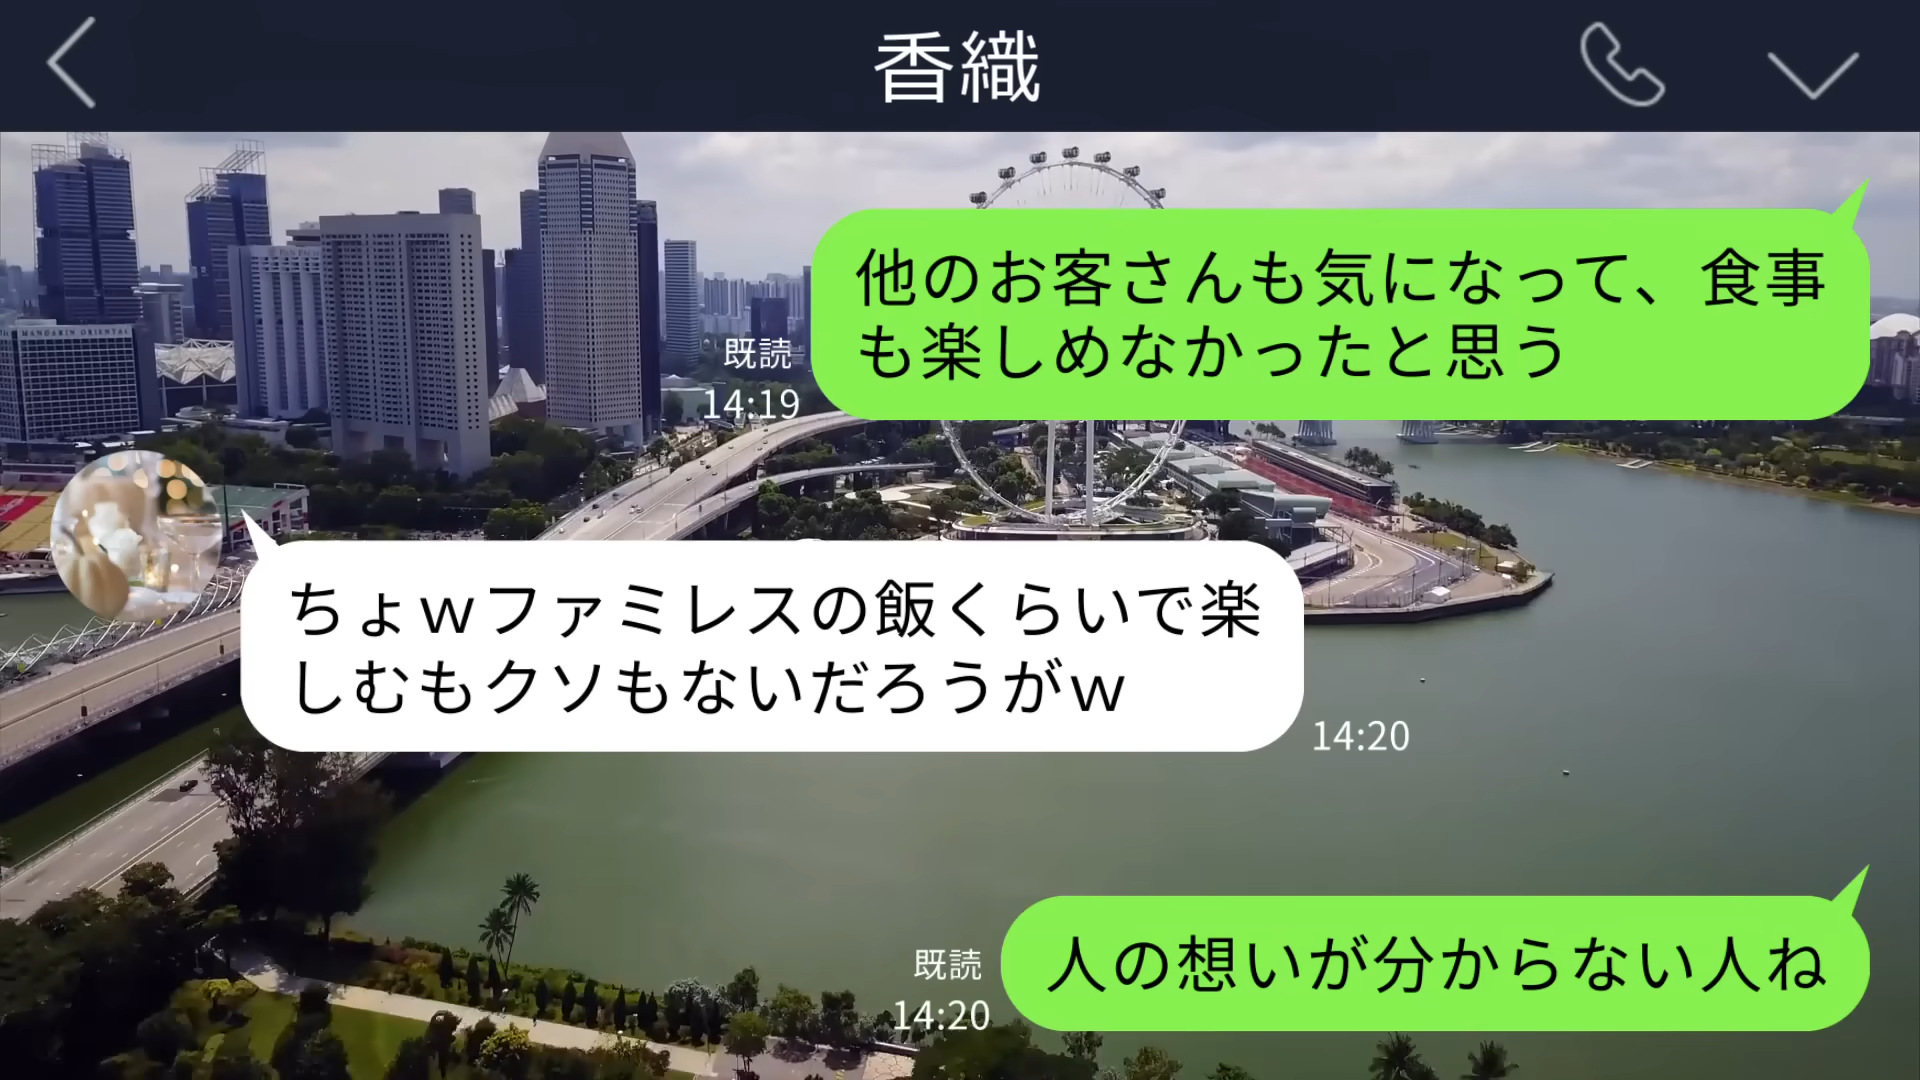 香織
他のお客さんも気になって、食事
も楽しめなかったと思う
既読
14:19
MANDARIN ORIENTAL
ちょwファミレスの飯くらいで楽
しむもクソもないだろうがw
14:20
人の想いが分からない人ね
既読
14:20